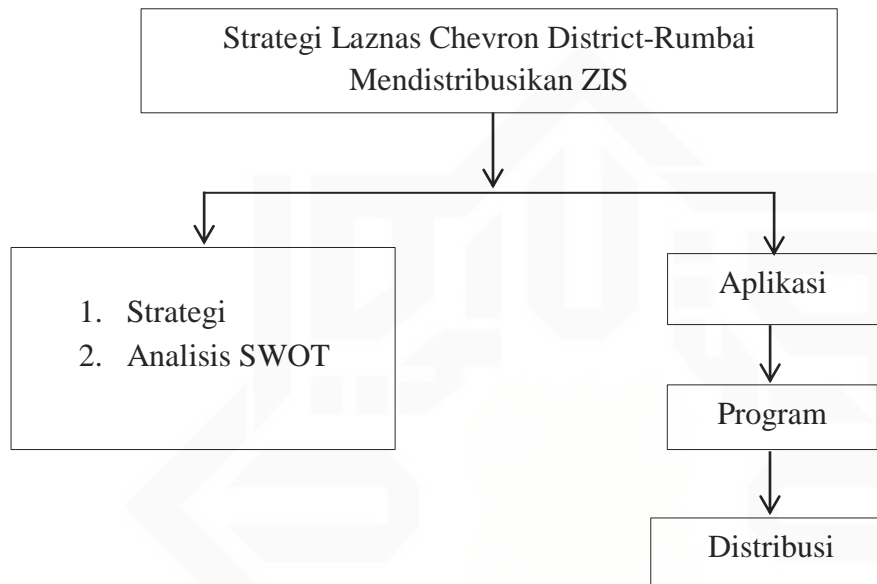 Strategi Laznas Chevron District-Rumbai
Mendistribusikan ZIS
1. Strategi
2. Analisis SWOT
Aplikasi
Program
Distribusi